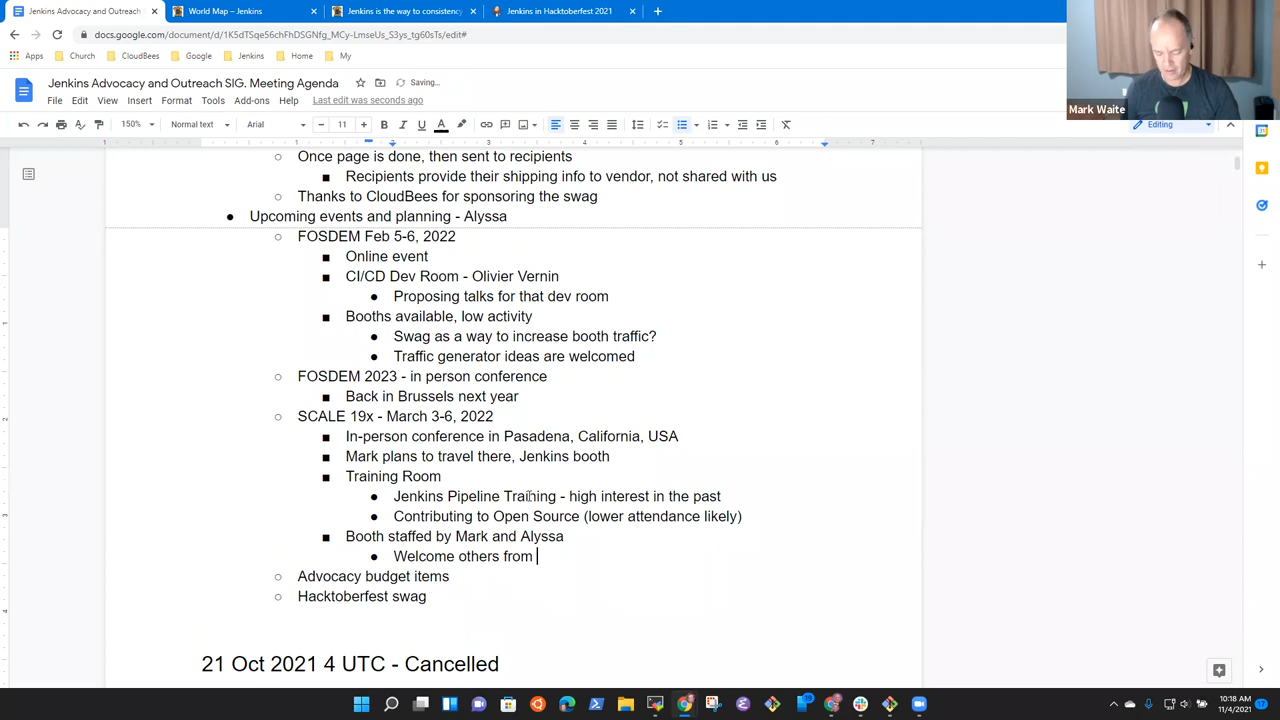 Jenkins Advocacy and Outreach
World Map – Jenkins
Jenkins is the way to consistency
Jenkins in Hacktoberfest 2021
docs.google.com/document/d/1K5dTSqe56chFhDSGNfg_MCy-LmseUs_S3ys_tg60sTs/edit#
Apps Church CloudBees Google Jenkins Home My
Jenkins Advocacy and Outreach SIG. Meeting Agenda Saving...
File Edit View Insert Format Tools Add-ons Help Last edit was seconds ago
Mark Waite
150% Normal text Arial 11 B I U A Editing
1 1 2 3 4 5 6 7
○ Once page is done, then sent to recipients
■ Recipients provide their shipping info to vendor, not shared with us
○ Thanks to CloudBees for sponsoring the swag
● Upcoming events and planning - Alyssa
○ FOSDEM Feb 5-6, 2022
■ Online event
■ CI/CD Dev Room - Olivier Vernin
● Proposing talks for that dev room
■ Booths available, low activity
● Swag as a way to increase booth traffic?
● Traffic generator ideas are welcomed
○ FOSDEM 2023 - in person conference
■ Back in Brussels next year
○ SCALE 19x - March 3-6, 2022
■ In-person conference in Pasadena, California, USA
■ Mark plans to travel there, Jenkins booth
■ Training Room
● Jenkins Pipeline Training - high interest in the past
● Contributing to Open Source (lower attendance likely)
■ Booth staffed by Mark and Alyssa
● Welcome others from
○ Advocacy budget items
○ Hacktoberfest swag
21 Oct 2021 4 UTC - Cancelled
10:18 AM
11/4/2021